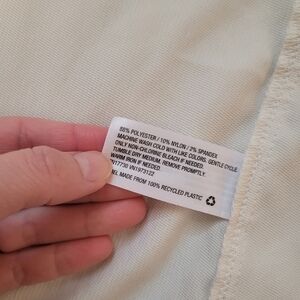 88% POLYESTER / 10% NYLON / 2% SPANDEX
MACHINE WASH COLD WITH LIKE COLORS. GENTLE CYCLE.
ONLY NON-CHLORINE BLEACH IF NEEDED.
TUMBLE DRY MEDIUM. REMOVE PROMPTLY.
WARM IRON IF NEEDED.
VN1973122
MADE FROM 100% RECYCLED PLASTIC